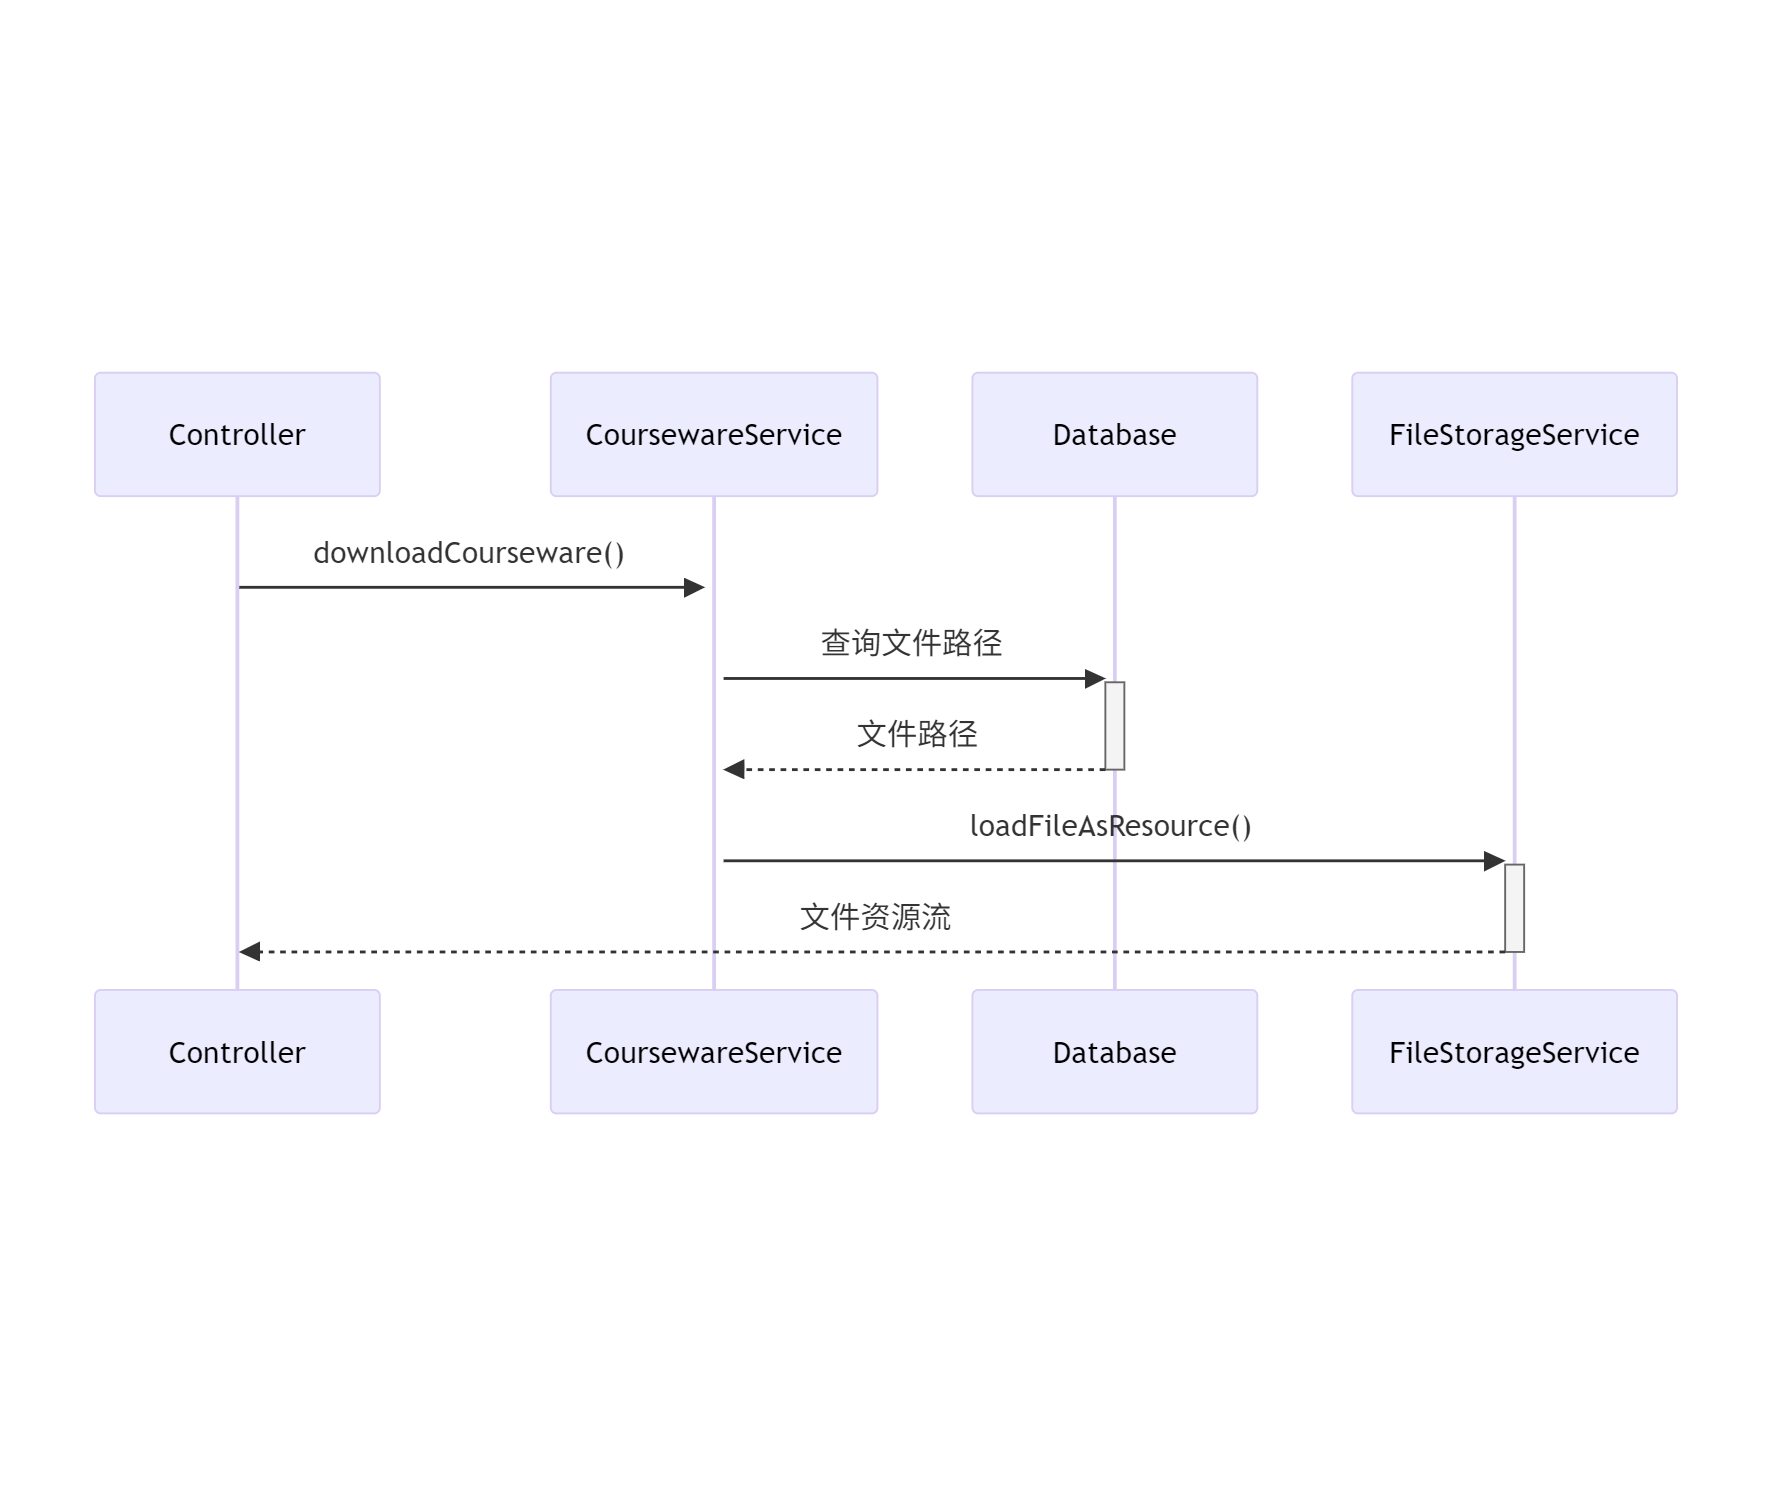 Controller
CoursewareService
Database
FileStorageService
downloadCourseware()
查询文件路径
文件路径
loadFileAsResource()
文件资源流
Controller
CoursewareService
Database
FileStorageService